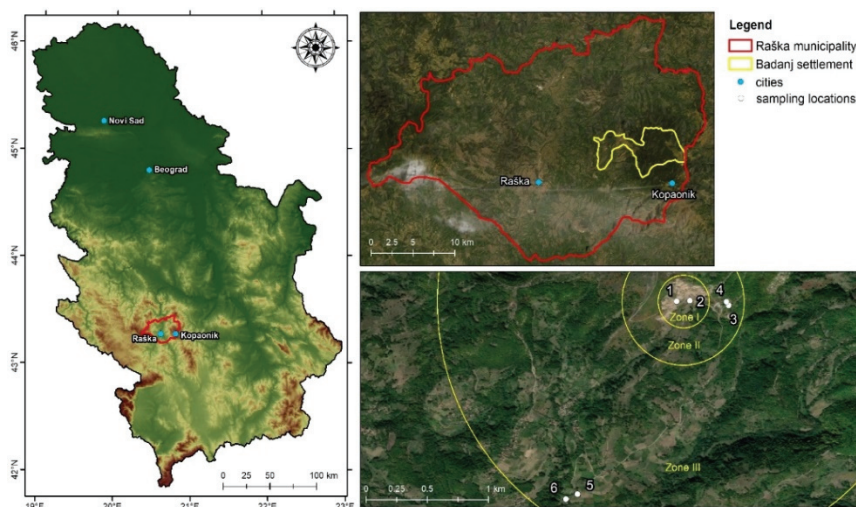 46°N
45°N
44°N
43°N
42°N
19°E
20°E
21°E
22°E
23°E
Novi Sad
Beograd
Raška
Kopaonik
0 25 50 100 km
Raška
Kopaonik
0 2.5 5 10 km
Legend
Raška municipality
Badanj settlement
cities
sampling locations
1
2
4
3
Zone I
Zone II
Zone III
6
5
0 0.25 0.5 1 km